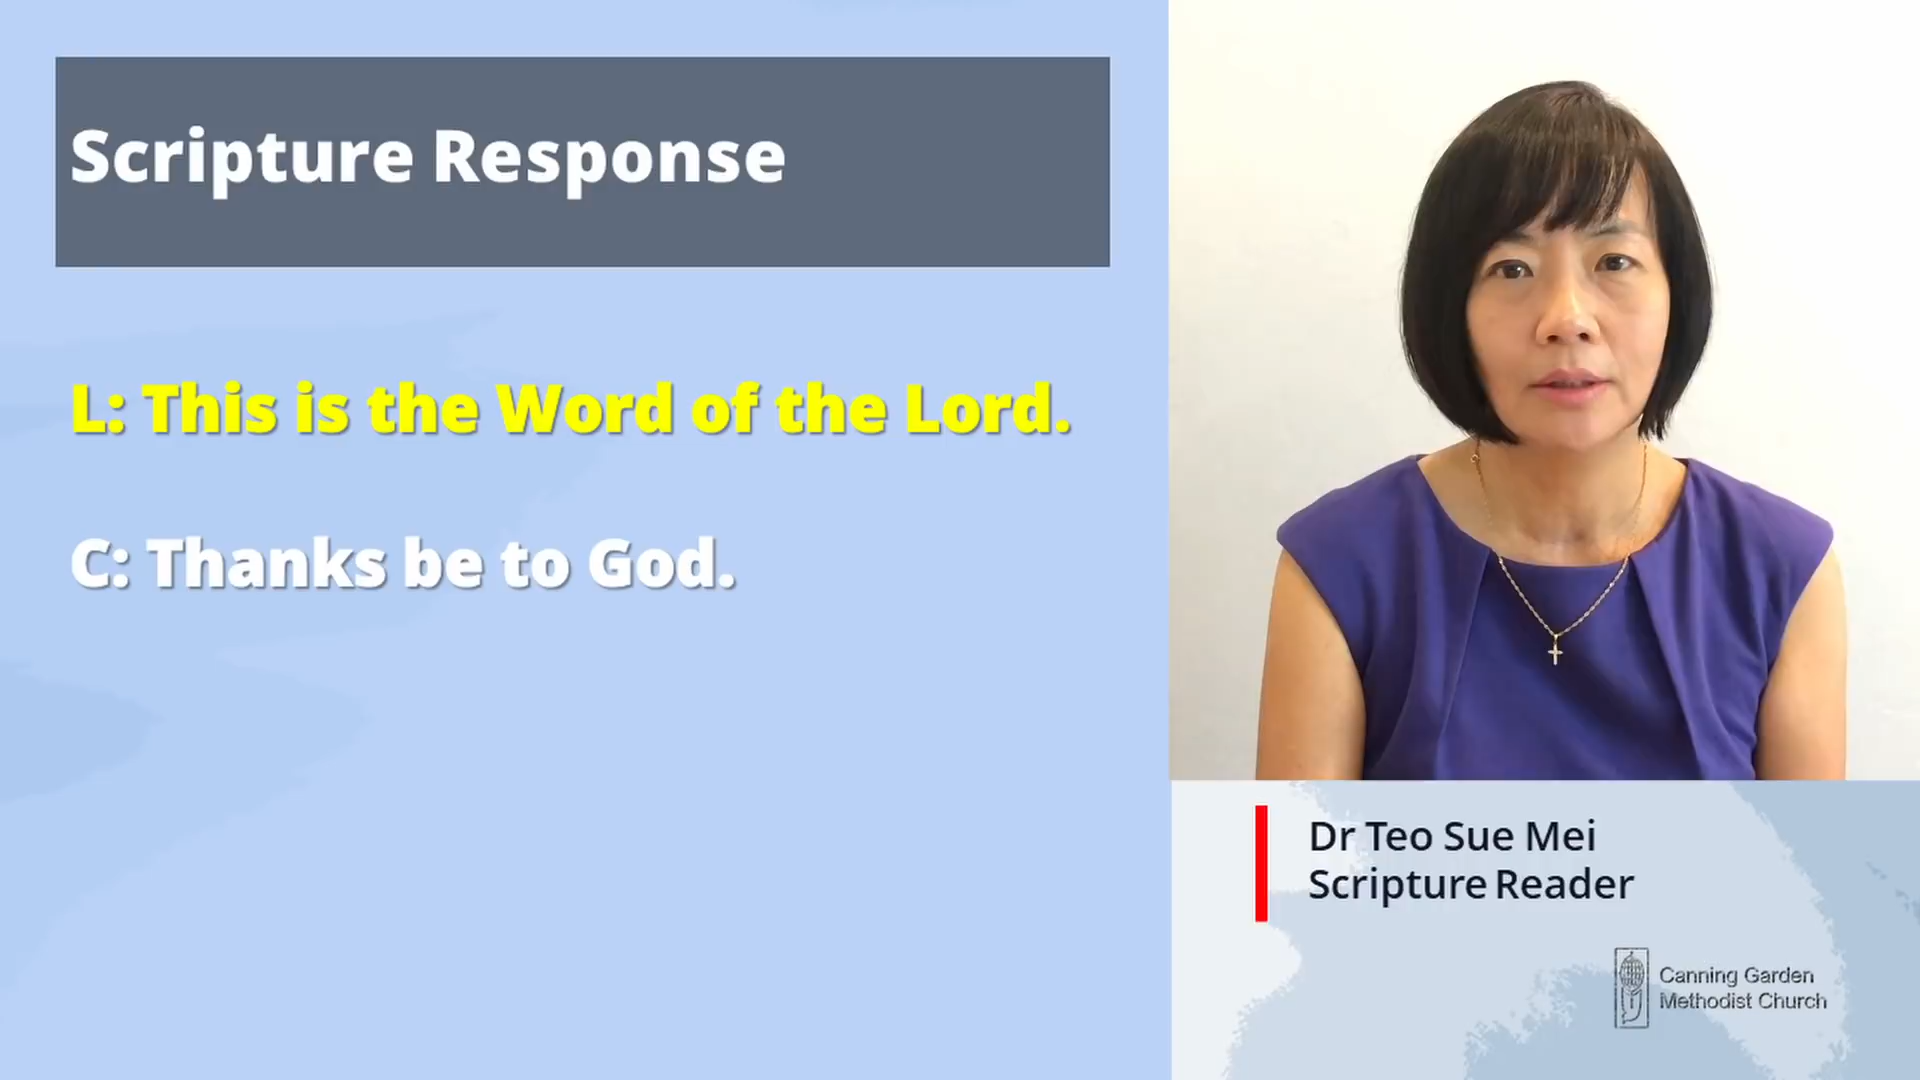 Scripture Response
L: This is the Word of the Lord.
C: Thanks be to God.
Dr Teo Sue Mei
Scripture Reader
Canning Garden
Methodist Church